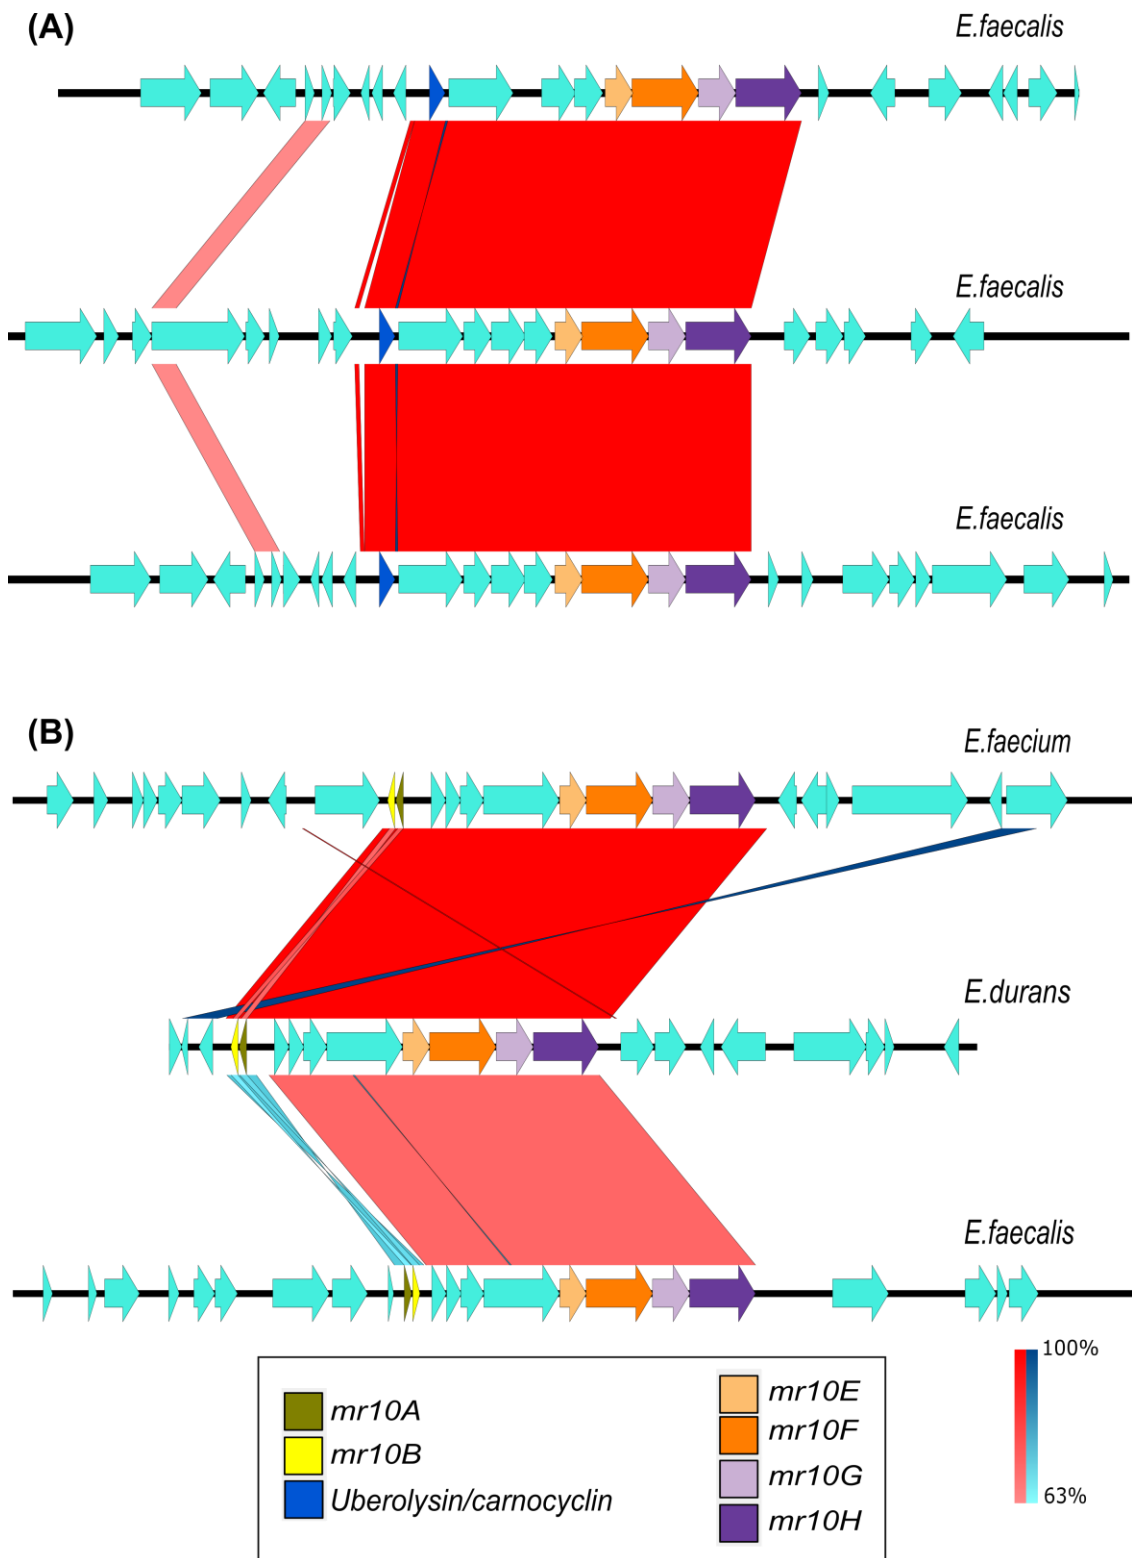 (A)
E.faecalis
E.faecalis
E.faecalis
(B)
E.faecium
E.durans
E.faecalis
100%
63%
mr10A
mr10B
Uberolysin/carnocyclin
mr10E
mr10F
mr10G
mr10H